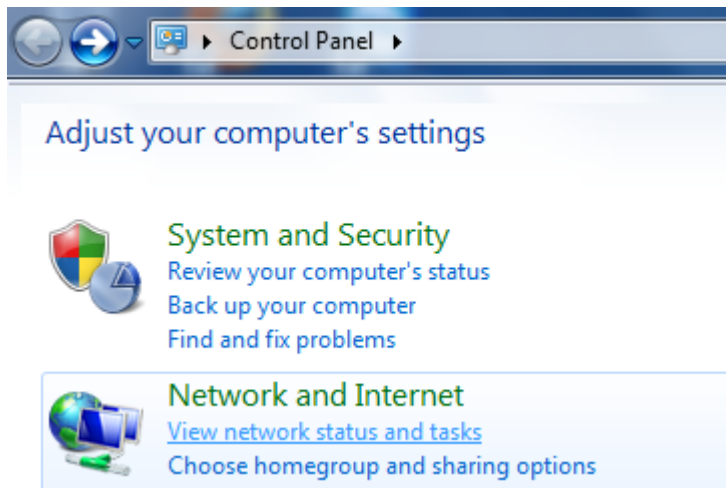 Control Panel
Adjust your computer's settings
System and Security
Review your computer's status
Back up your computer
Find and fix problems
Network and Internet
View network status and tasks
Choose homegroup and sharing options